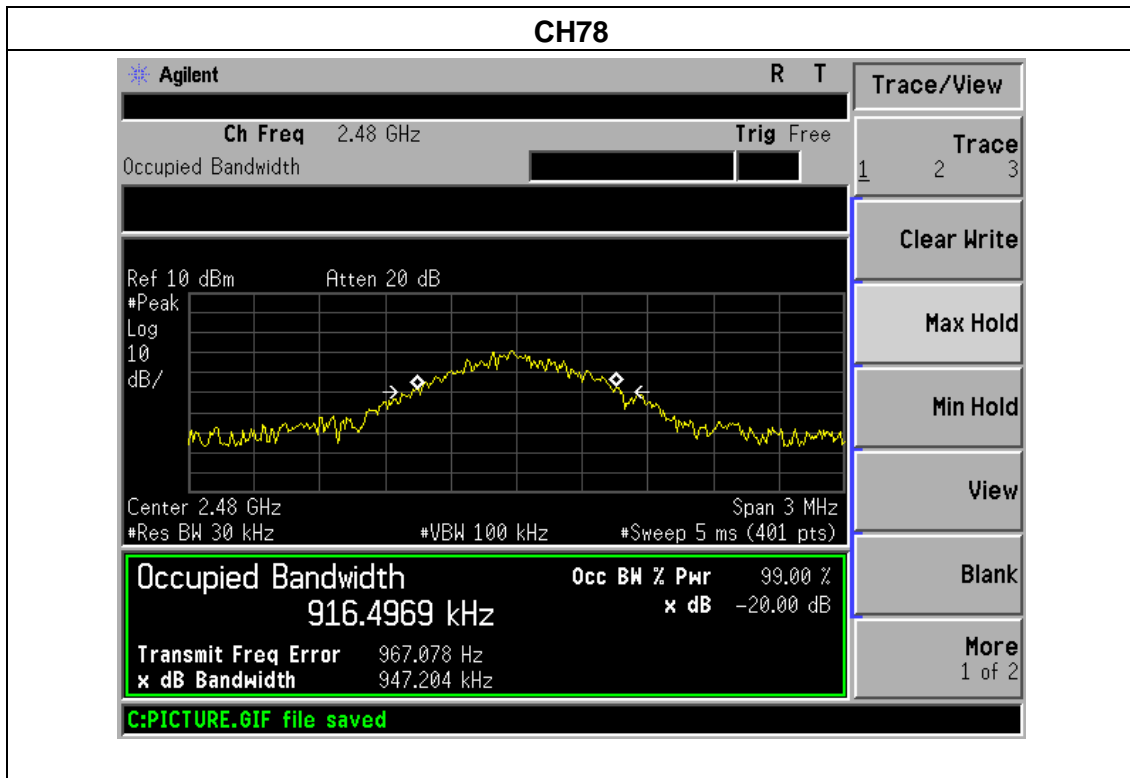 CH78
Agilent R T
Trace/View
Ch Freq 2.48 GHz Trig Free
Occupied Bandwidth
Trace
1 2 3
Clear Write
Ref 10 dBm Atten 20 dB
#Peak
Log
10
dB/
Max Hold
Min Hold
View
Center 2.48 GHz Span 3 MHz
#Res BW 30 kHz #VBW 100 kHz #Sweep 5 ms (401 pts)
Occupied Bandwidth Occ BW % Pwr 99.00 %
916.4969 kHz x dB -20.00 dB
Blank
Transmit Freq Error 967.078 Hz
x dB Bandwidth 947.204 kHz
More
1 of 2
C:PICTURE.GIF file saved